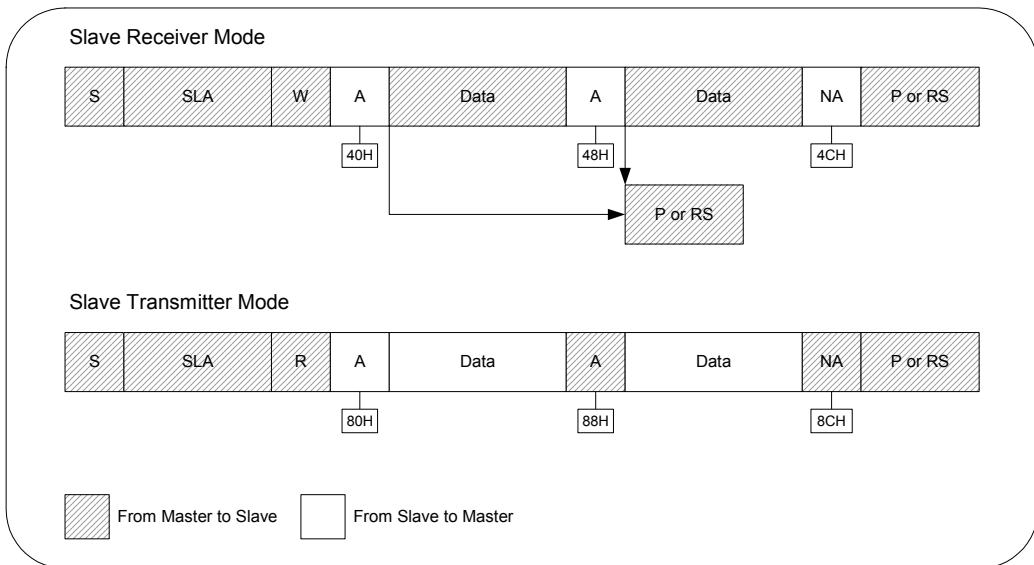 Slave Receiver Mode
S SLA W A Data A Data NA P or RS
40H 48H 4CH
P or RS
Slave Transmitter Mode
S SLA R A Data A Data NA P or RS
80H 88H 8CH
From Master to Slave From Slave to Master